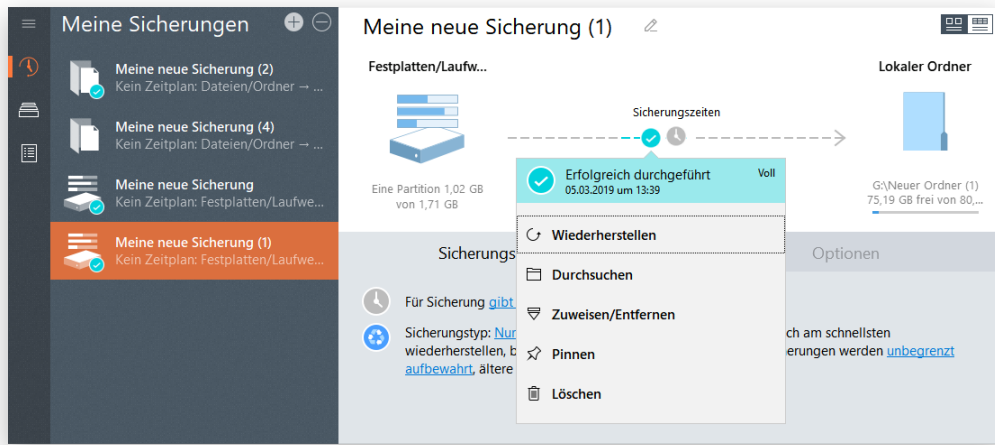 Meine Sicherungen
Meine neue Sicherung (2)
Kein Zeitplan: Dateien/Ordner → ...
Meine neue Sicherung (4)
Kein Zeitplan: Dateien/Ordner → ...
Meine neue Sicherung
Kein Zeitplan: Festplatten/Laufwe...
Meine neue Sicherung (1)
Kein Zeitplan: Festplatten/Laufwe...
Meine neue Sicherung (1)
Festplatten/Laufw...
Eine Partition 1,02 GB
von 1,71 GB
Sicherungszeiten
Lokaler Ordner
G:\Neuer Ordner (1)
75,19 GB frei von 80,...
Erfolgreich durchgeführt Voll
05.03.2019 um 13:39
Wiederherstellen
Durchsuchen
Zuweisen/Entfernen
Pinnen
Löschen
Sicherungs
Optionen
Für Sicherung gibt
Sicherungstyp: Nur ch am schnellsten
wiederherstellen, b erungen werden unbegrenzt
aufbewahrt, ältere